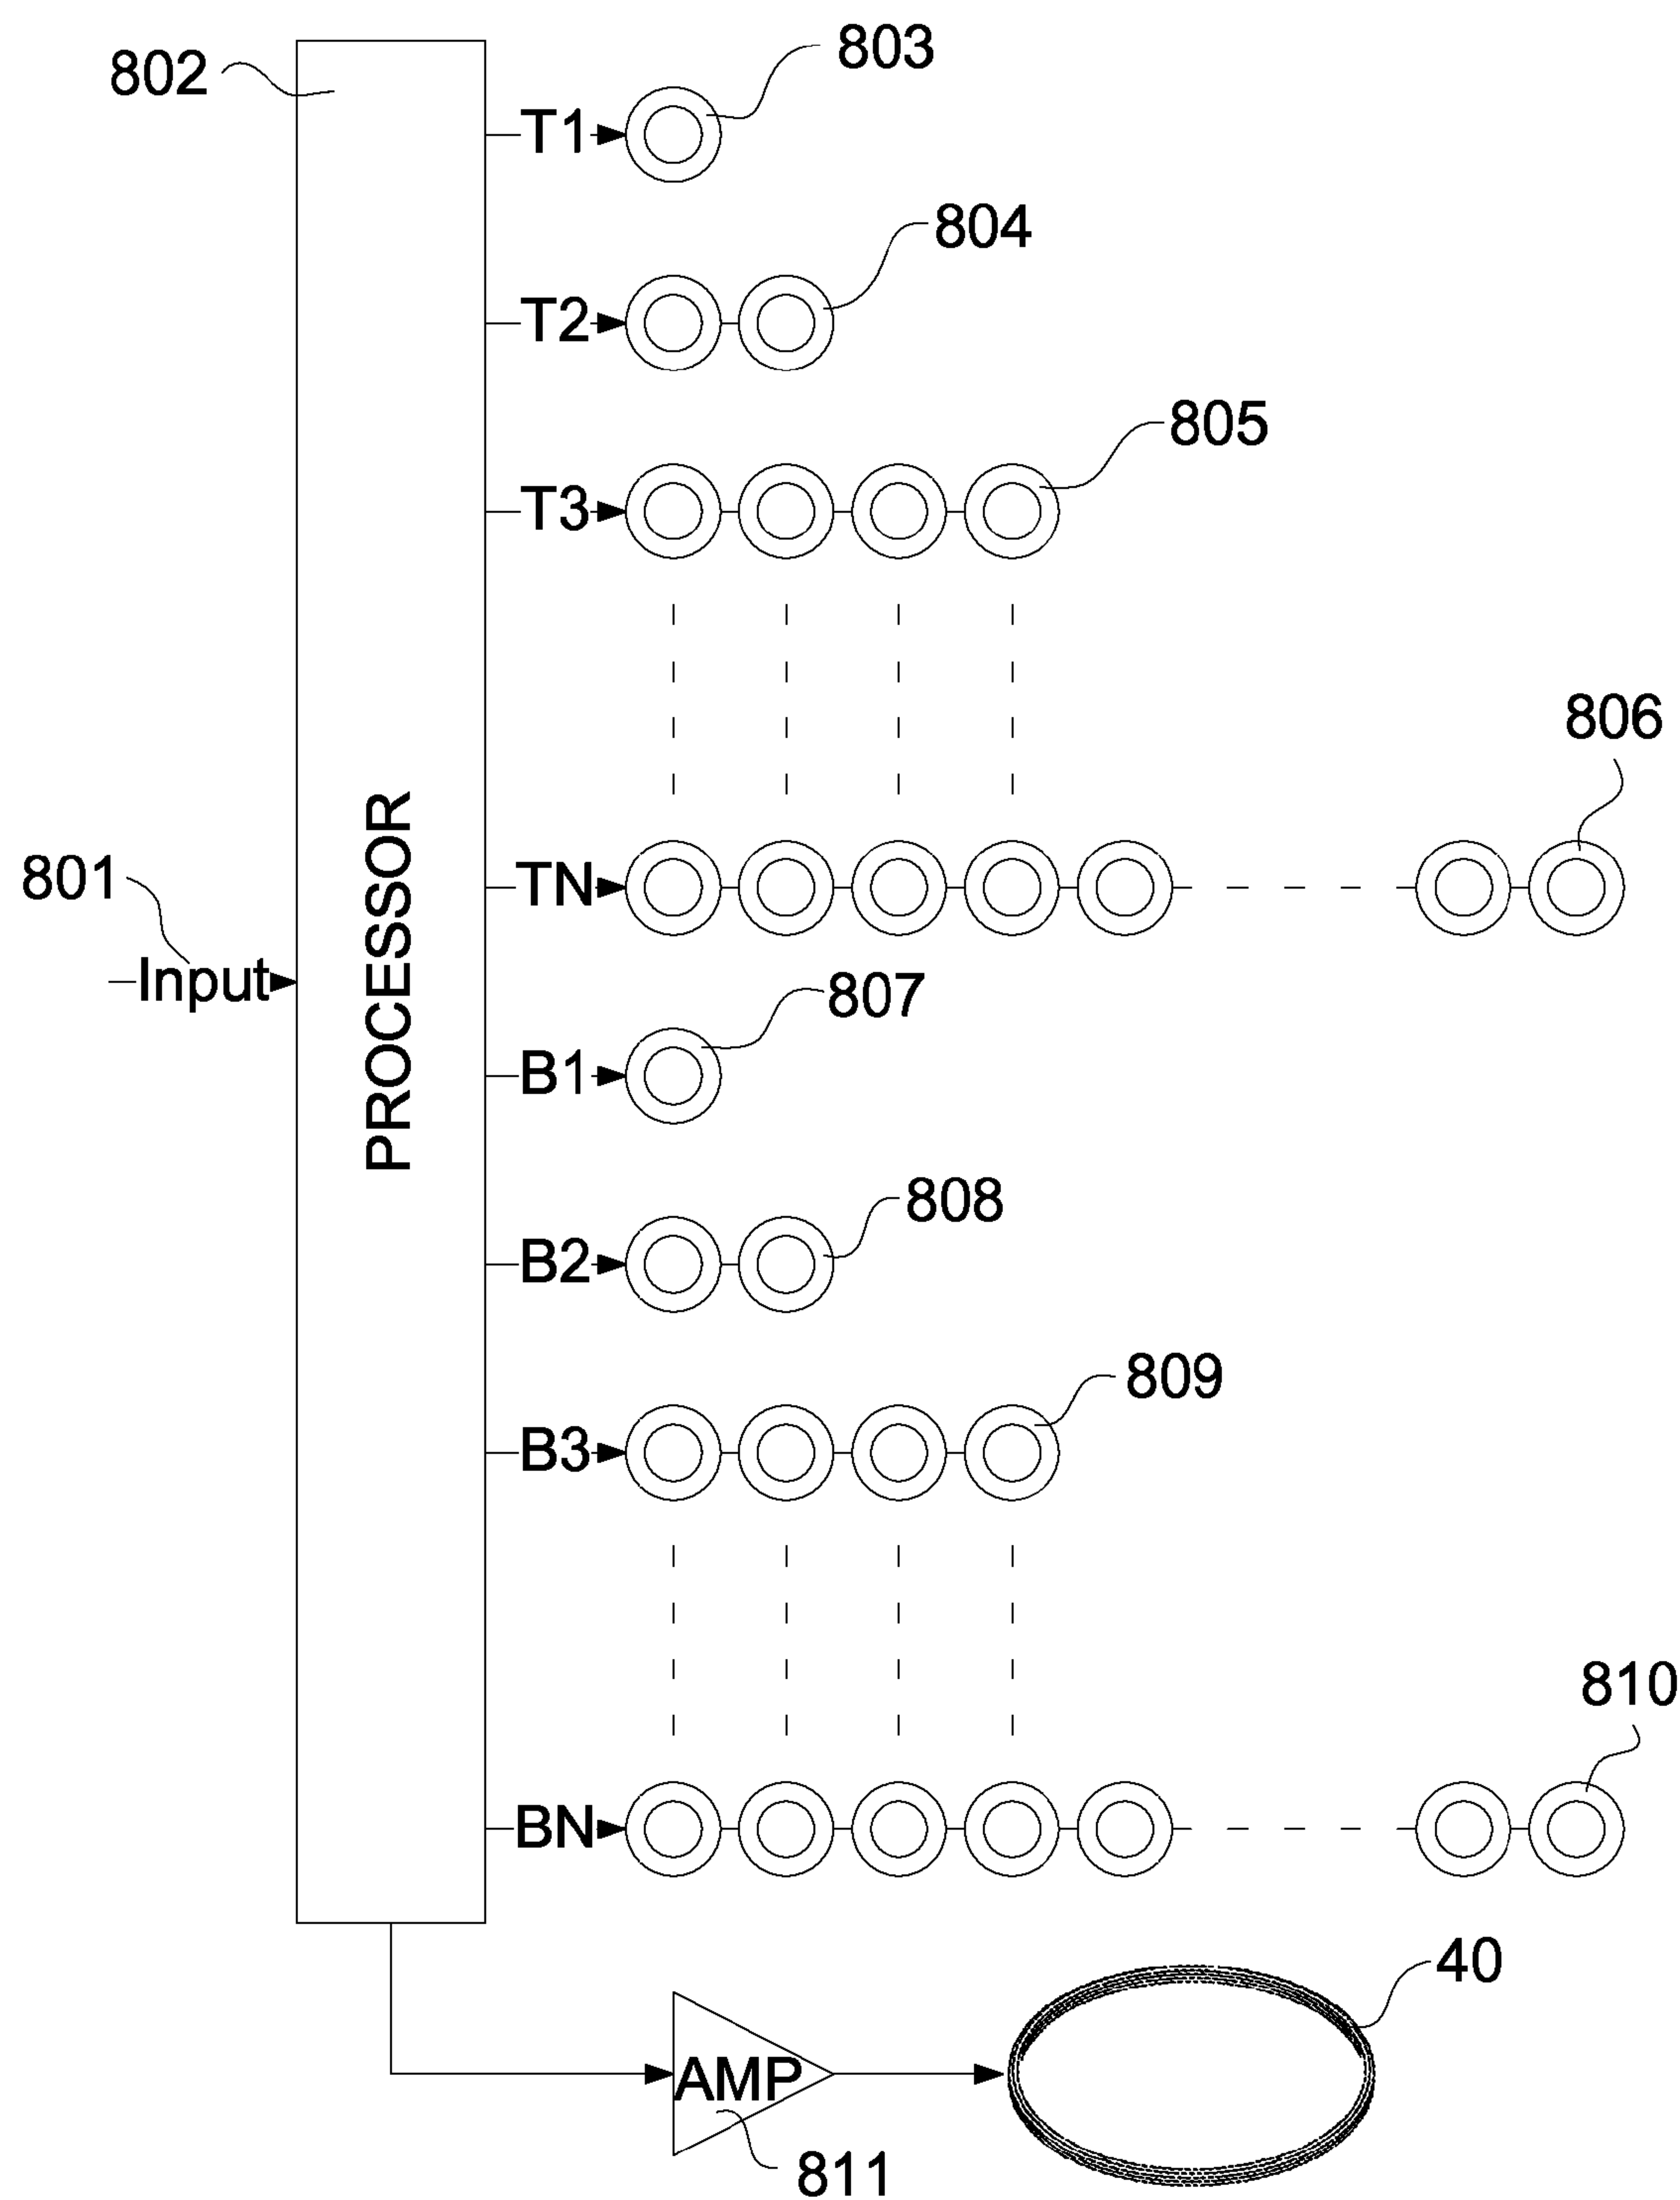 802
803
T1
804
T2
805
T3
806
TN
801
Input
PROCESSOR
807
B1
808
B2
809
B3
810
BN
40
AMP
811